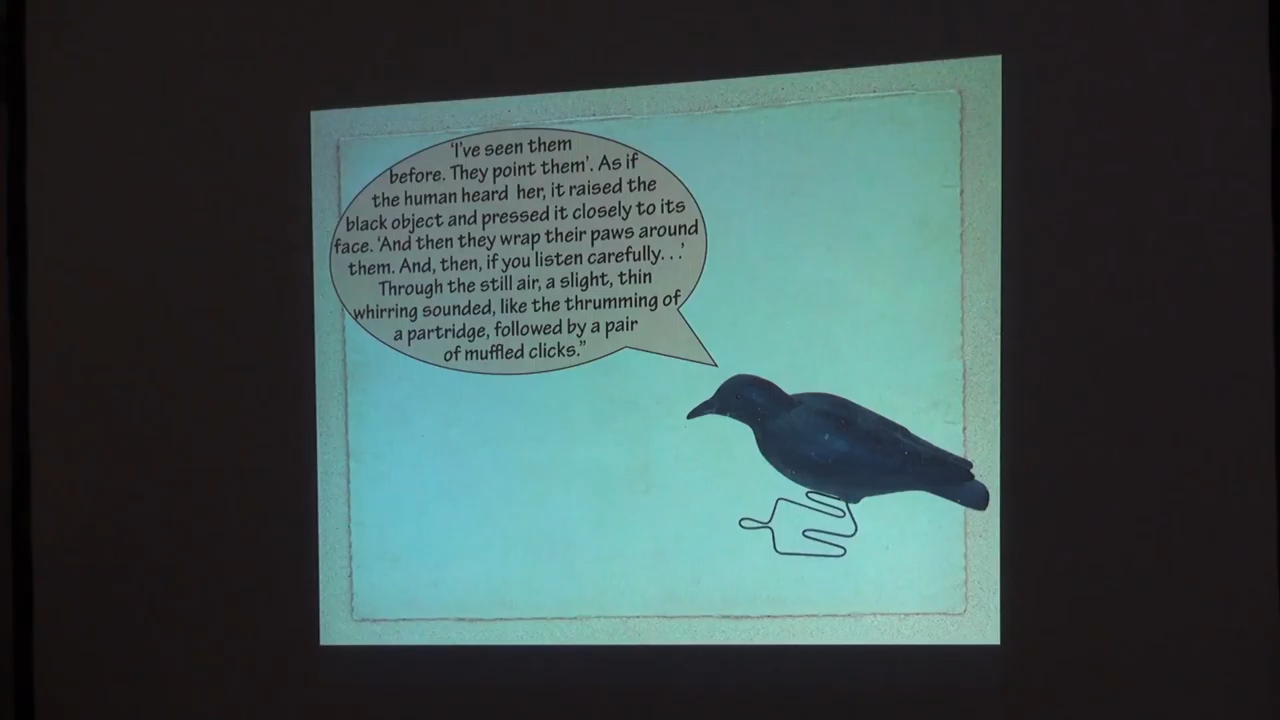 ‘I’ve seen them
before. They point them’. As if
the human heard her, it raised the
black object and pressed it closely to its
face. ‘And then they wrap their paws around
them. And, then, if you listen carefully. . .’
Through the still air, a slight, thin
whirring sounded, like the thrumming of
a partridge, followed by a pair
of muffled clicks.”